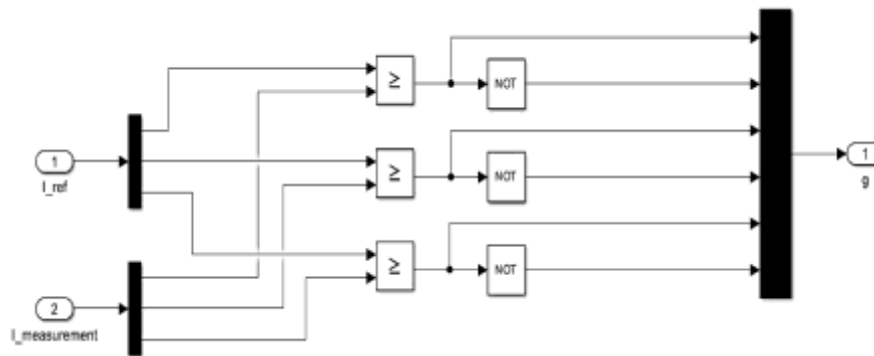 ≥
NOT
1
I_ref
≥
NOT
1
g
≥
NOT
2
I_measurement